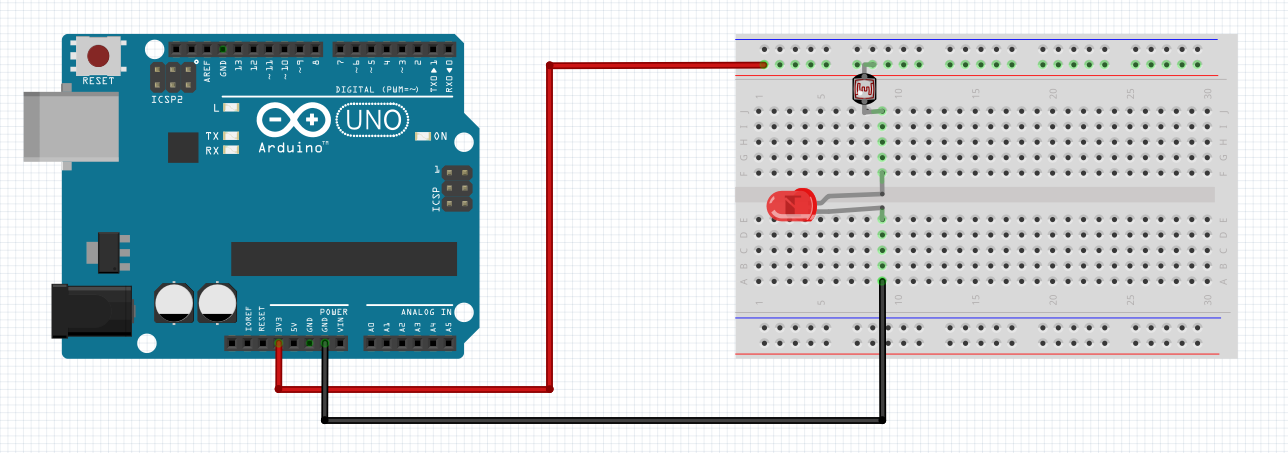 RESET
ICSP2
AREF
GND
13
12
~11
~10
~9
8
7
~6
~5
4
~3
2
TXO▶1
RXO◀0
DIGITAL (PWM=~)
L
TX
RX
UNO
ON
Arduino™
1
ICSP
POWER
ANALOG IN
IOREF
RESET
3V3
5V
GND
GND
VIN
A0
A1
A2
A3
A4
A5
1 5 10 15 20 25 30
J J
I I
H H
G G
F F
E E
D D
C C
B B
A A
1 5 10 15 20 25 30